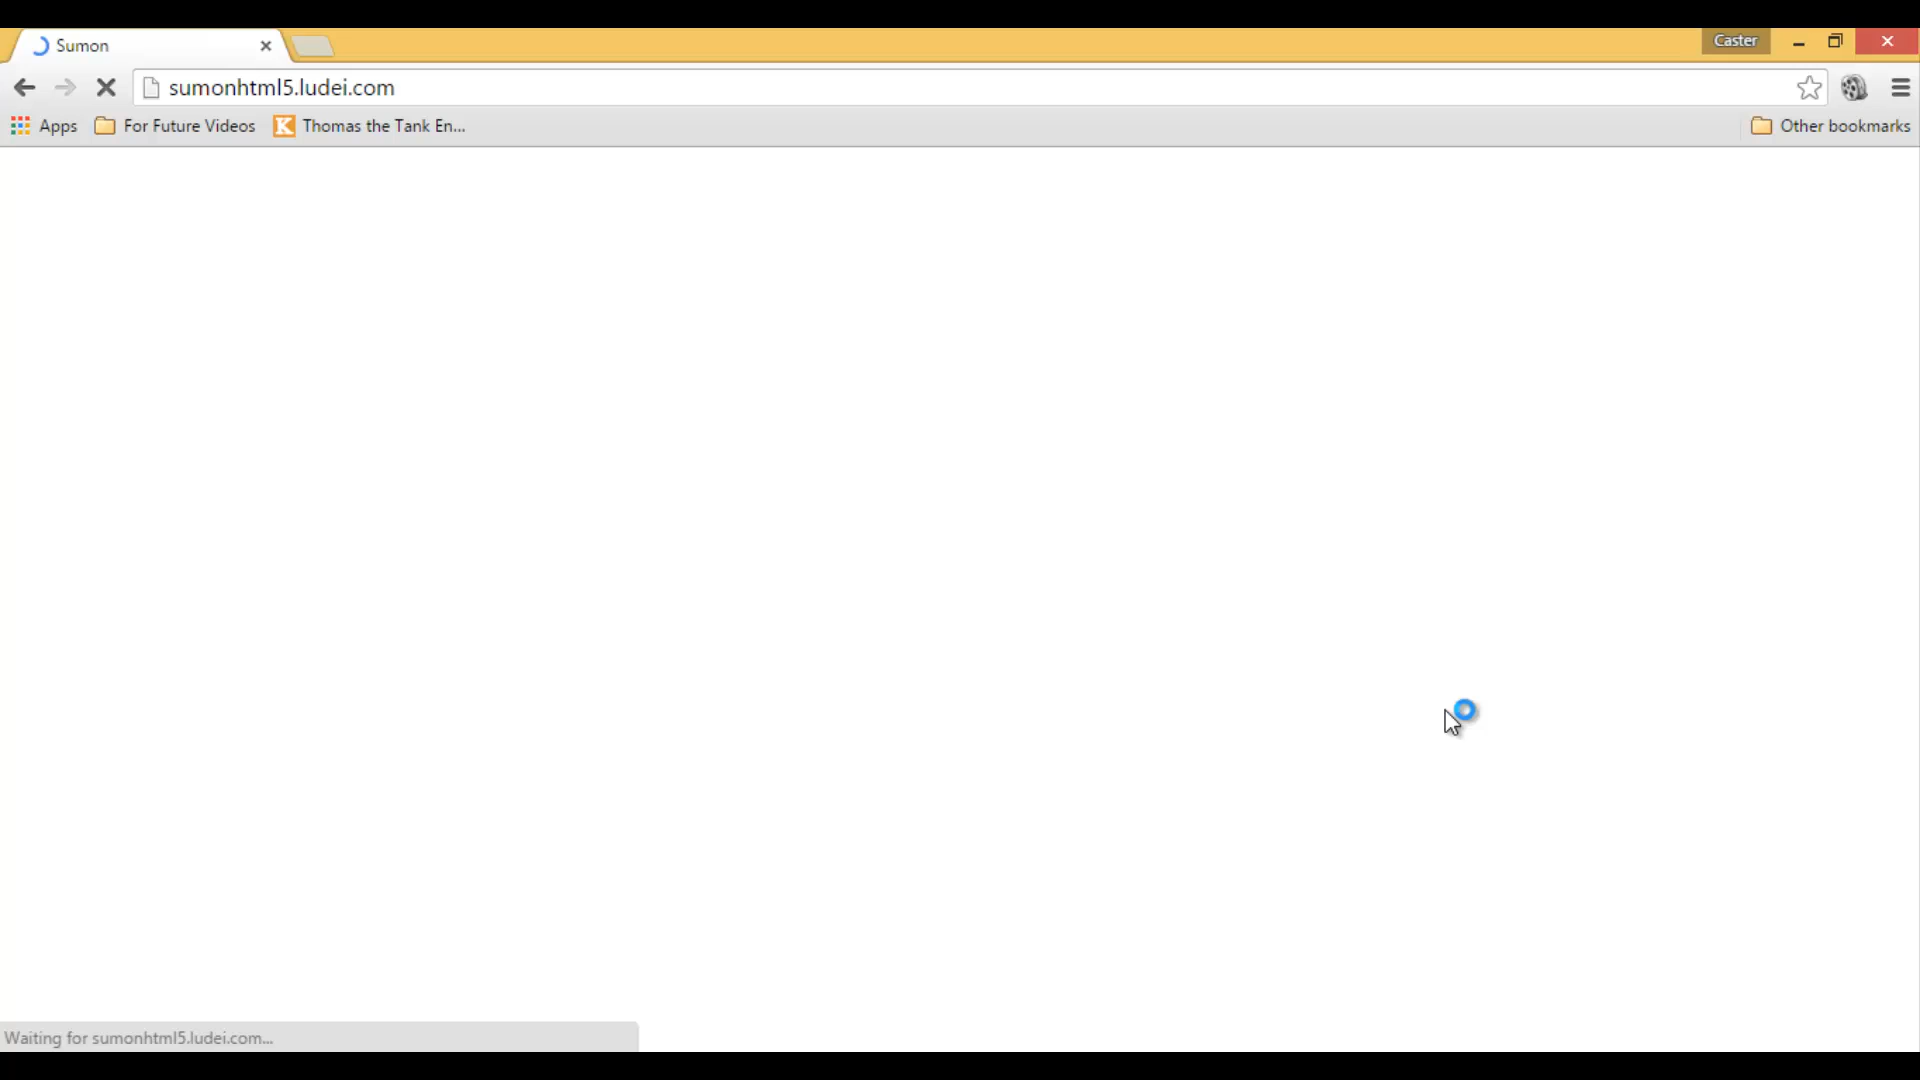 Sumon
Caster
sumonhtml5.ludei.com
Apps For Future Videos K Thomas the Tank En... Other bookmarks
Waiting for sumonhtml5.ludei.com...